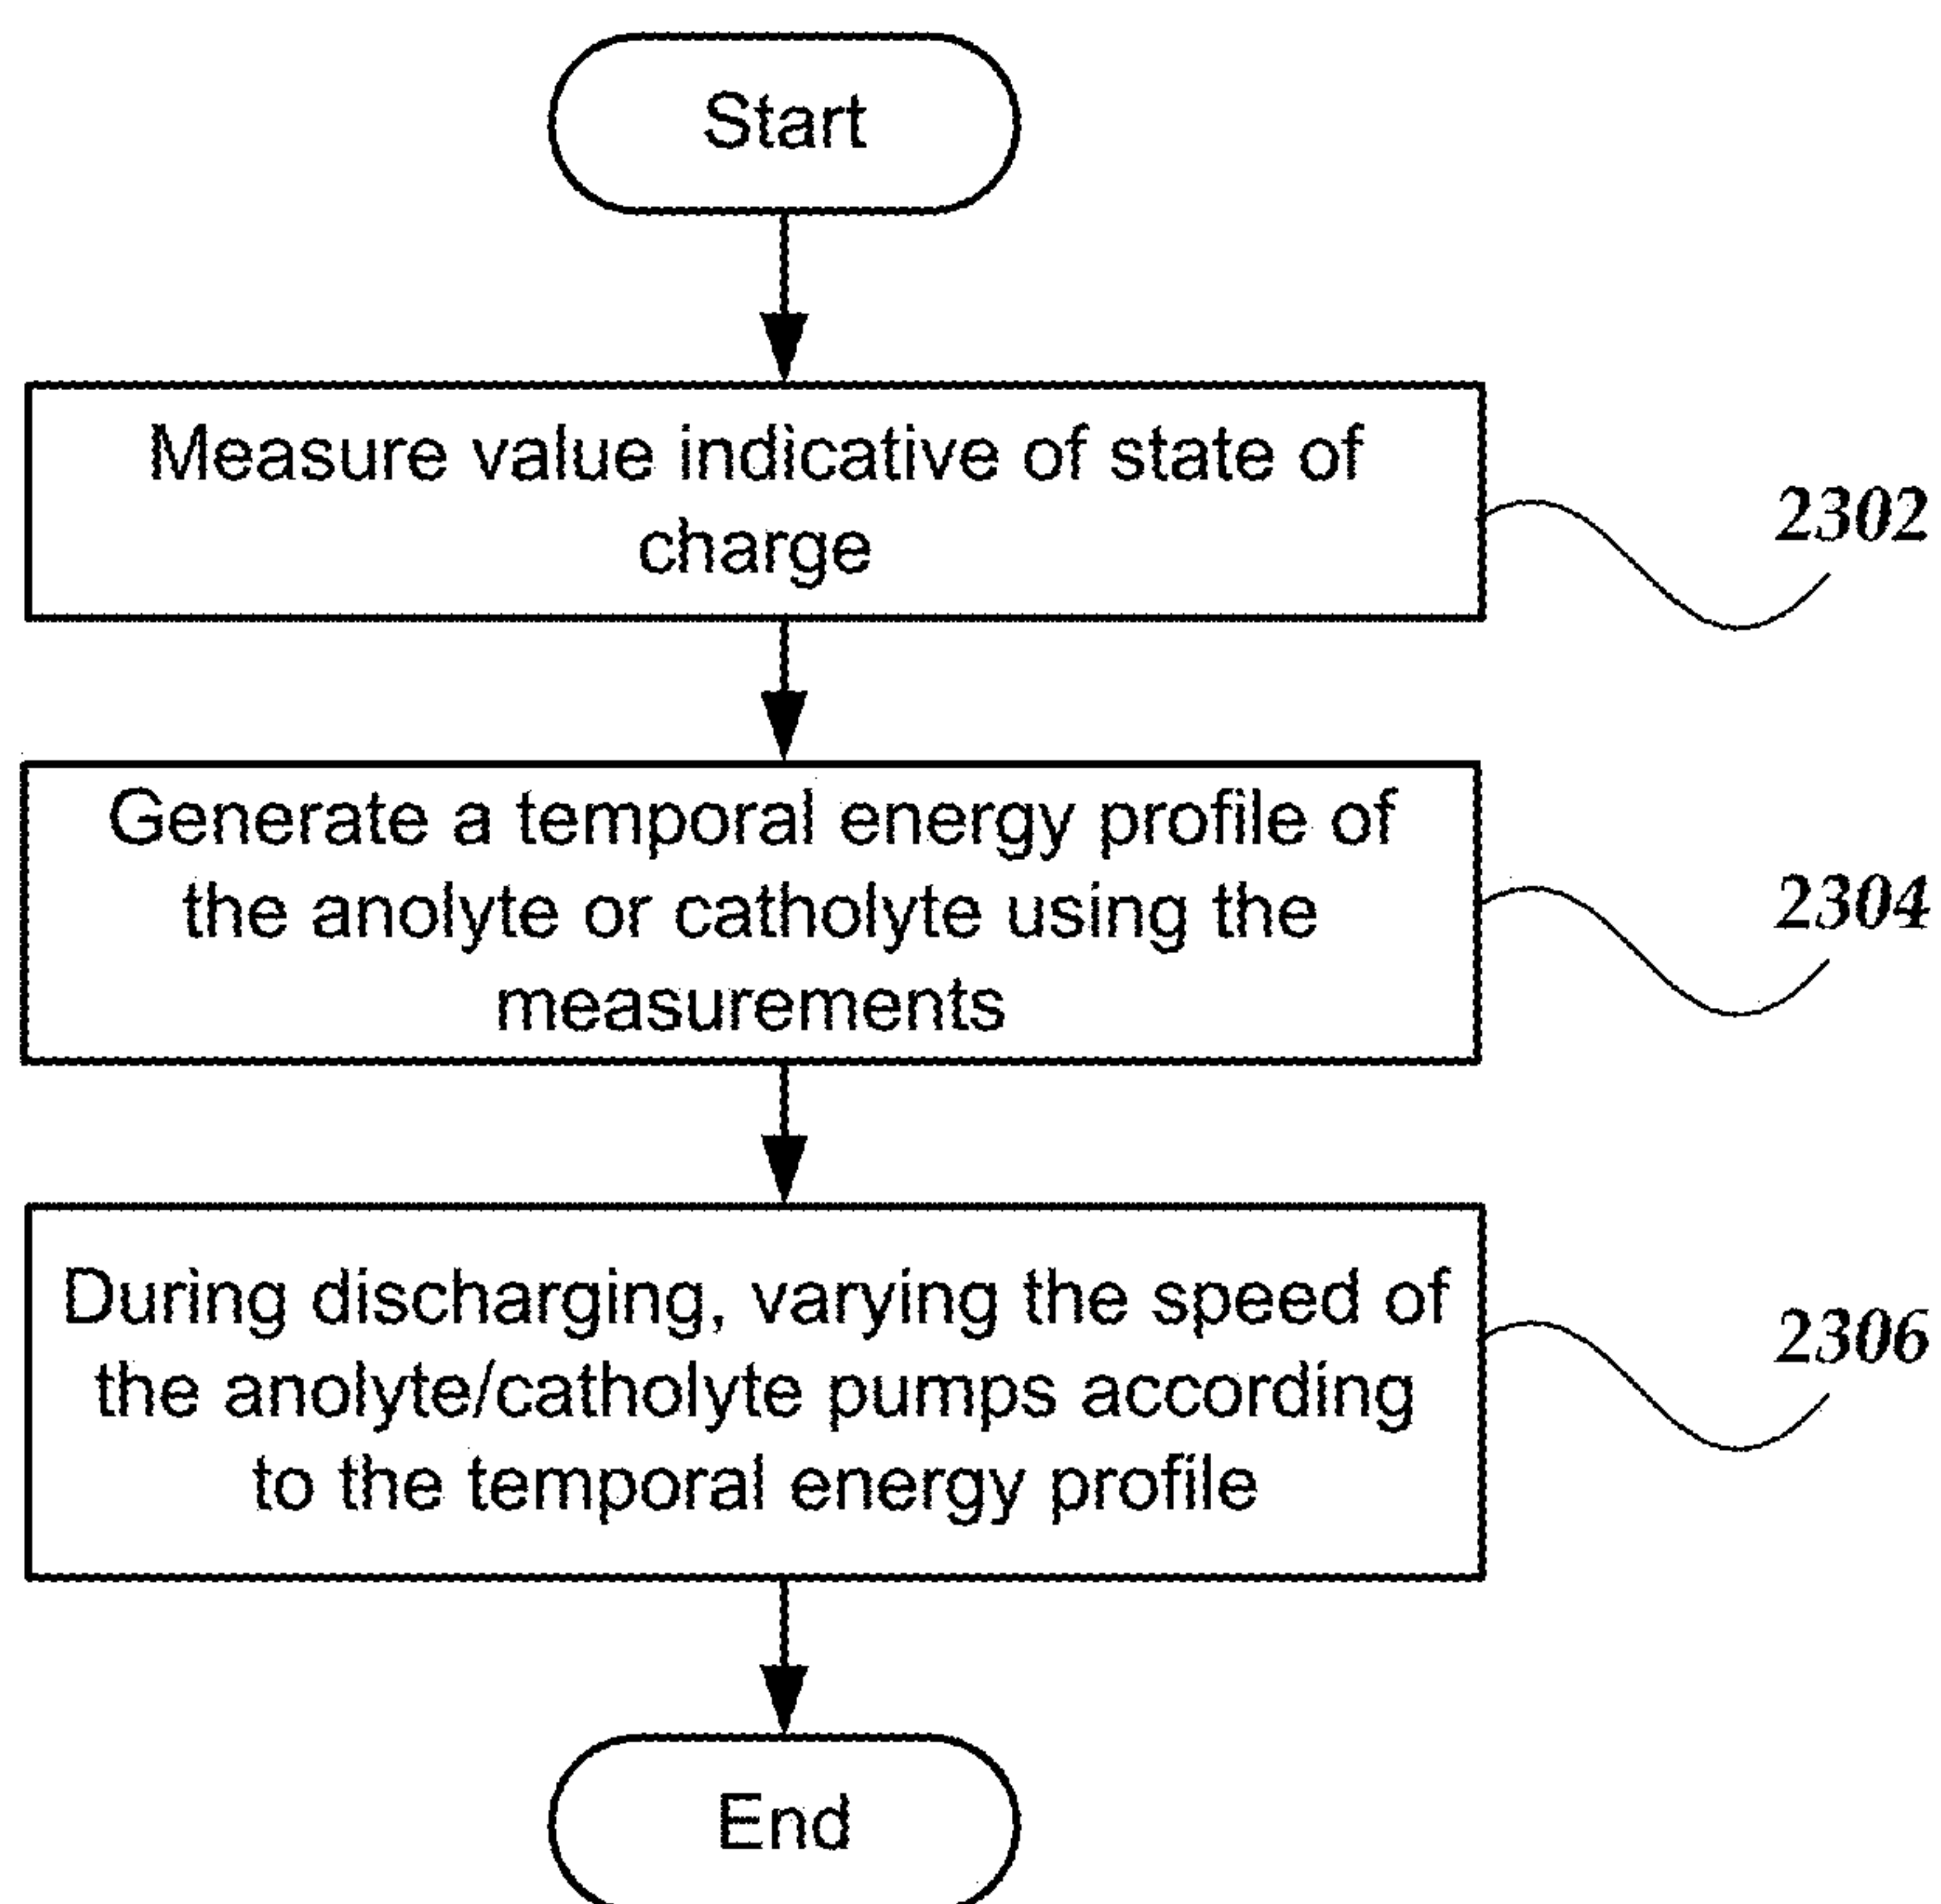 Start
Measure value indicative of state of
charge
2302
Generate a temporal energy profile of
the anolyte or catholyte using the
measurements
2304
During discharging, varying the speed of
the anolyte/catholyte pumps according
to the temporal energy profile
2306
End